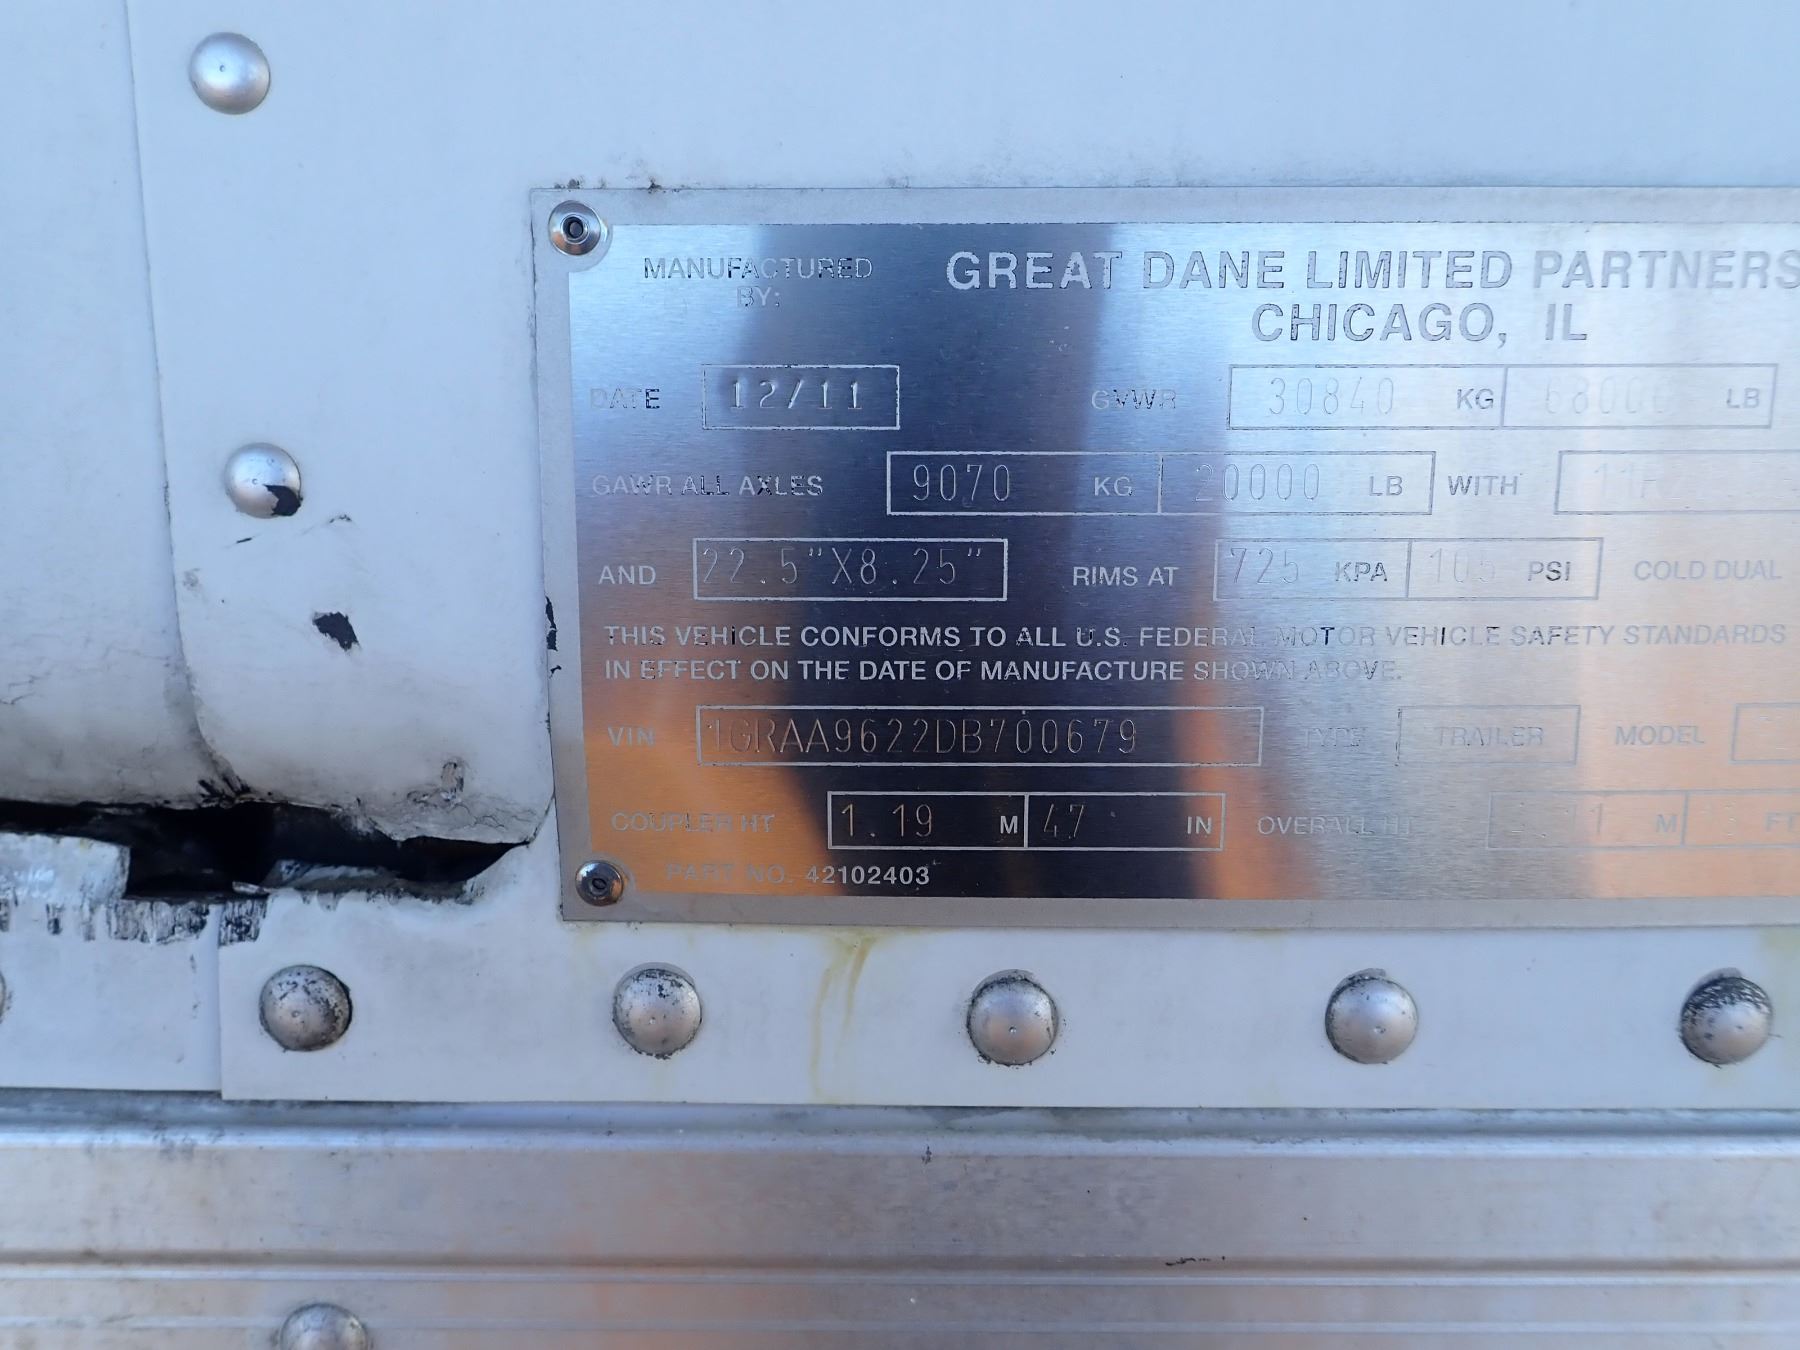 MANUFACTURED BY: GREAT DANE LIMITED PARTNERS
CHICAGO, IL
DATE 12/11 GVWR 30840 KG 68000 LB
GAWR ALL AXLES 9070 KG 20000 LB WITH
AND 22.5"X8.25" RIMS AT 725 KPA 105 PSI COLD DUAL
THIS VEHICLE CONFORMS TO ALL U.S. FEDERAL MOTOR VEHICLE SAFETY STANDARDS
IN EFFECT ON THE DATE OF MANUFACTURE SHOWN ABOVE.
VIN 1GRAA9622DB700679 TYPE TRAILER MODEL
COUPLER HT 1.19 M 47 IN OVERALL HT M FT
PART NO. 42102403